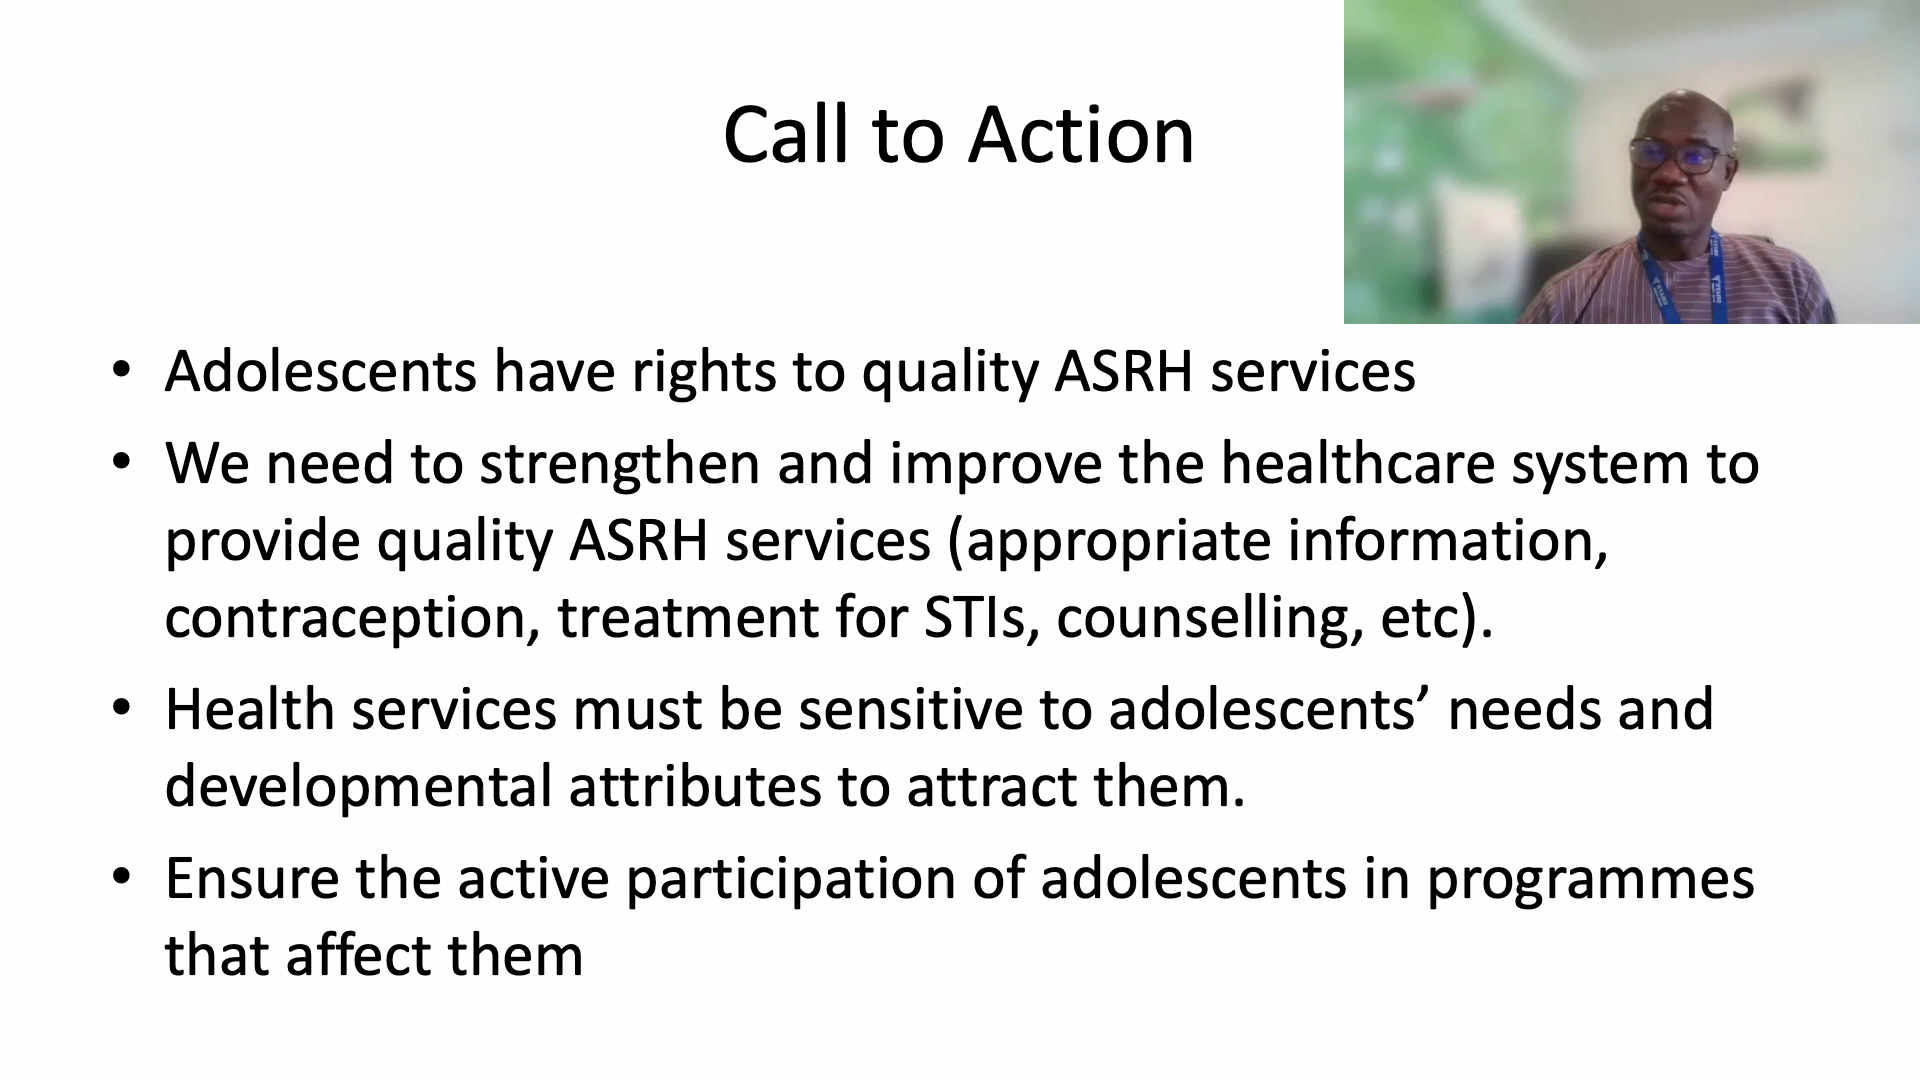 Call to Action
• Adolescents have rights to quality ASRH services
• We need to strengthen and improve the healthcare system to
provide quality ASRH services (appropriate information,
contraception, treatment for STIs, counselling, etc).
• Health services must be sensitive to adolescents’ needs and
developmental attributes to attract them.
• Ensure the active participation of adolescents in programmes
that affect them